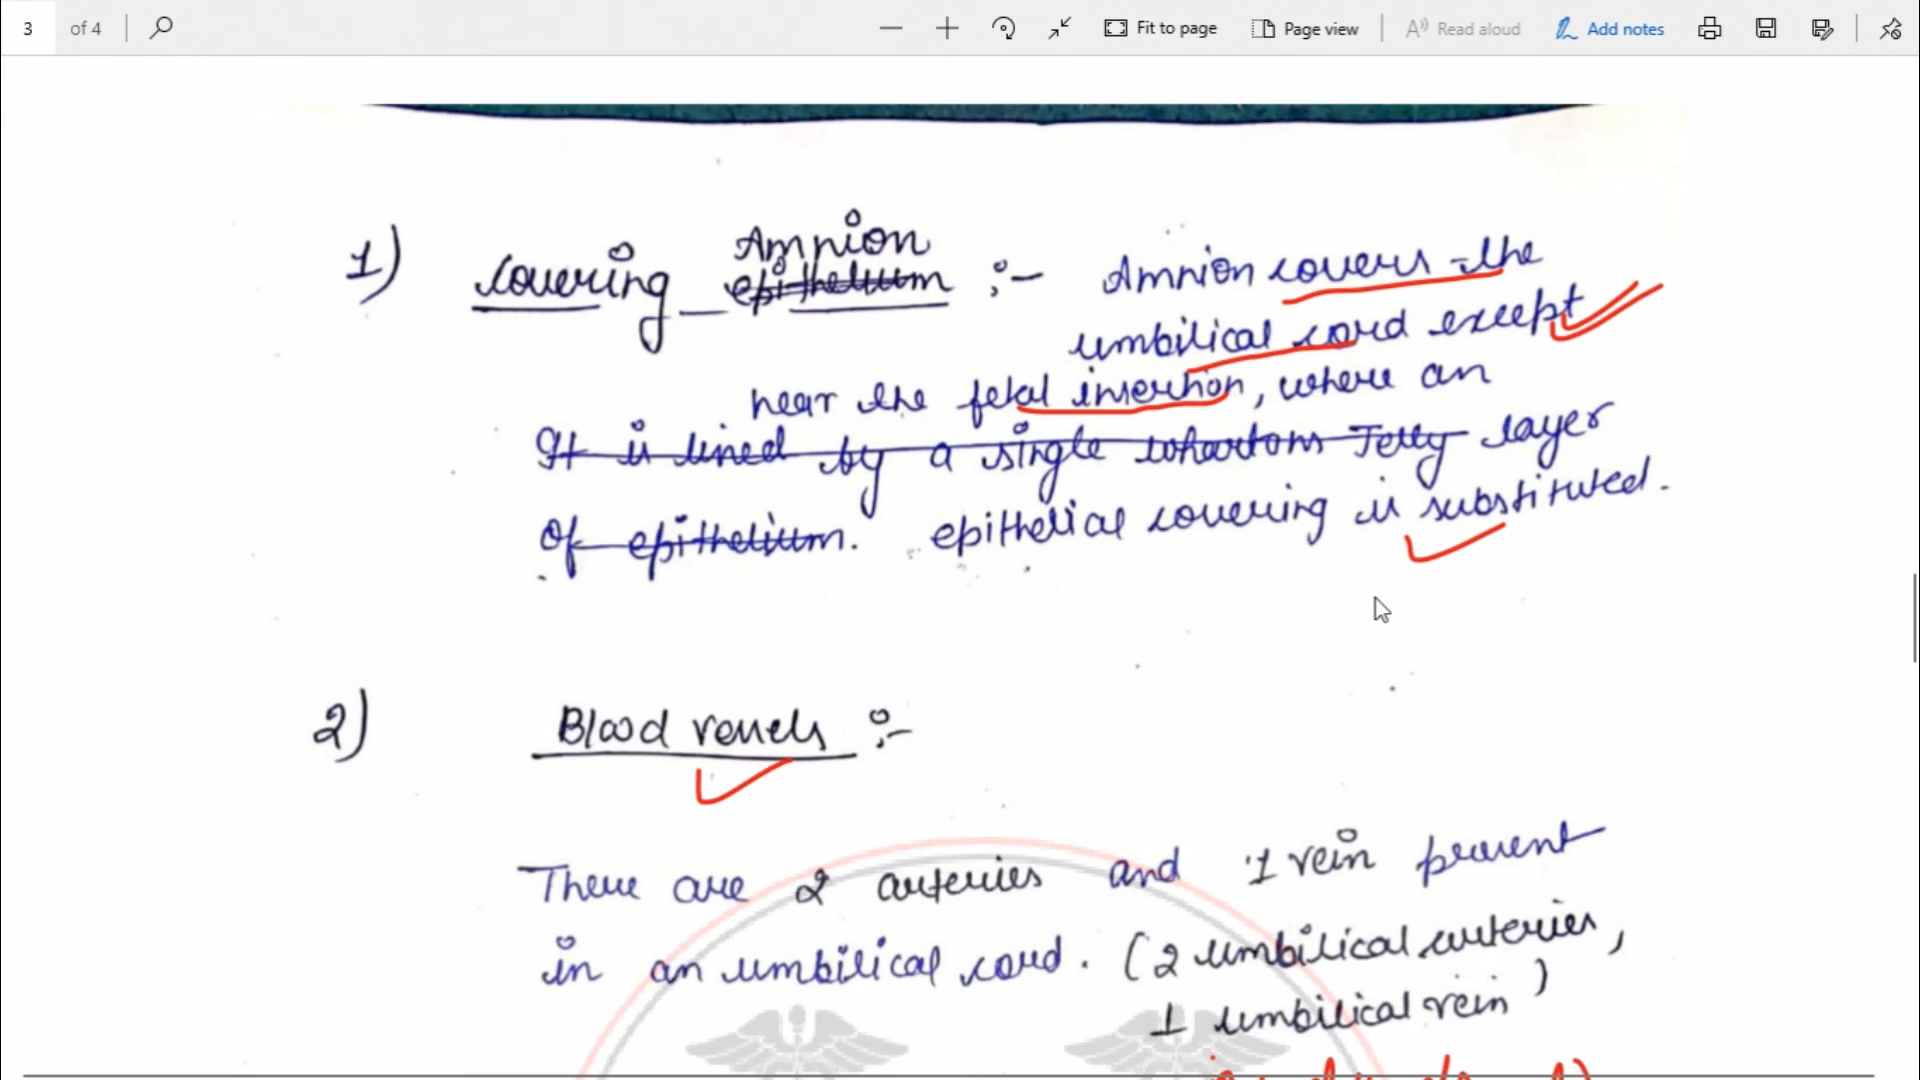 3 of 4 Fit to page Page view Read aloud Add notes
Amnion
1) Covering epithelium :- Amnion covers the
umbilical cord except
near the fetal insertion, where an
It is lined by a single whartons Jelly layer
of epithelium. epithelial covering is substituted.
2) Blood vessels :-
There are 2 arteries and 1 vein present
in an umbilical cord. (2 umbilical arteries,
1 umbilical vein)